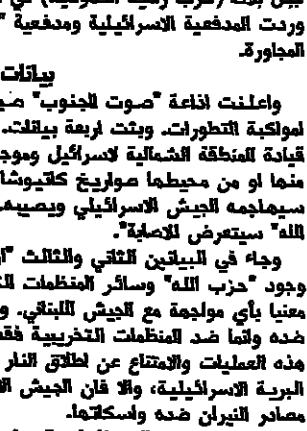 وردت المدفعية الاسرائيلية ومدفعية "
المجاورة.
بيانات
واعلنت اذاعة "صوت الجنوب"
لمواكبة التطورات. وبثت اربعة بيانات.
قيادة المنطقة الشمالية لاسرائيل وموجـ
منها او من محيطها صواريخ كاتيوشا
سيهاجمه الجيش الاسرائيلي ويصيبه.
الله" سيتعرض للاصابة".
وجاء في البيانين الثاني والثالث "ا
وجود "حزب الله" وسائر المنظمات
معنيا بأي مواجهة مع الجيش اللبناني. و
ضده وانما ضد المنظمات التخريبية فقد
هذه العمليات والامتناع عن اطلاق النار
البرية الاسرائيلية، والا فان الجيش الا
مصادر النيران ضده واسكاتها.